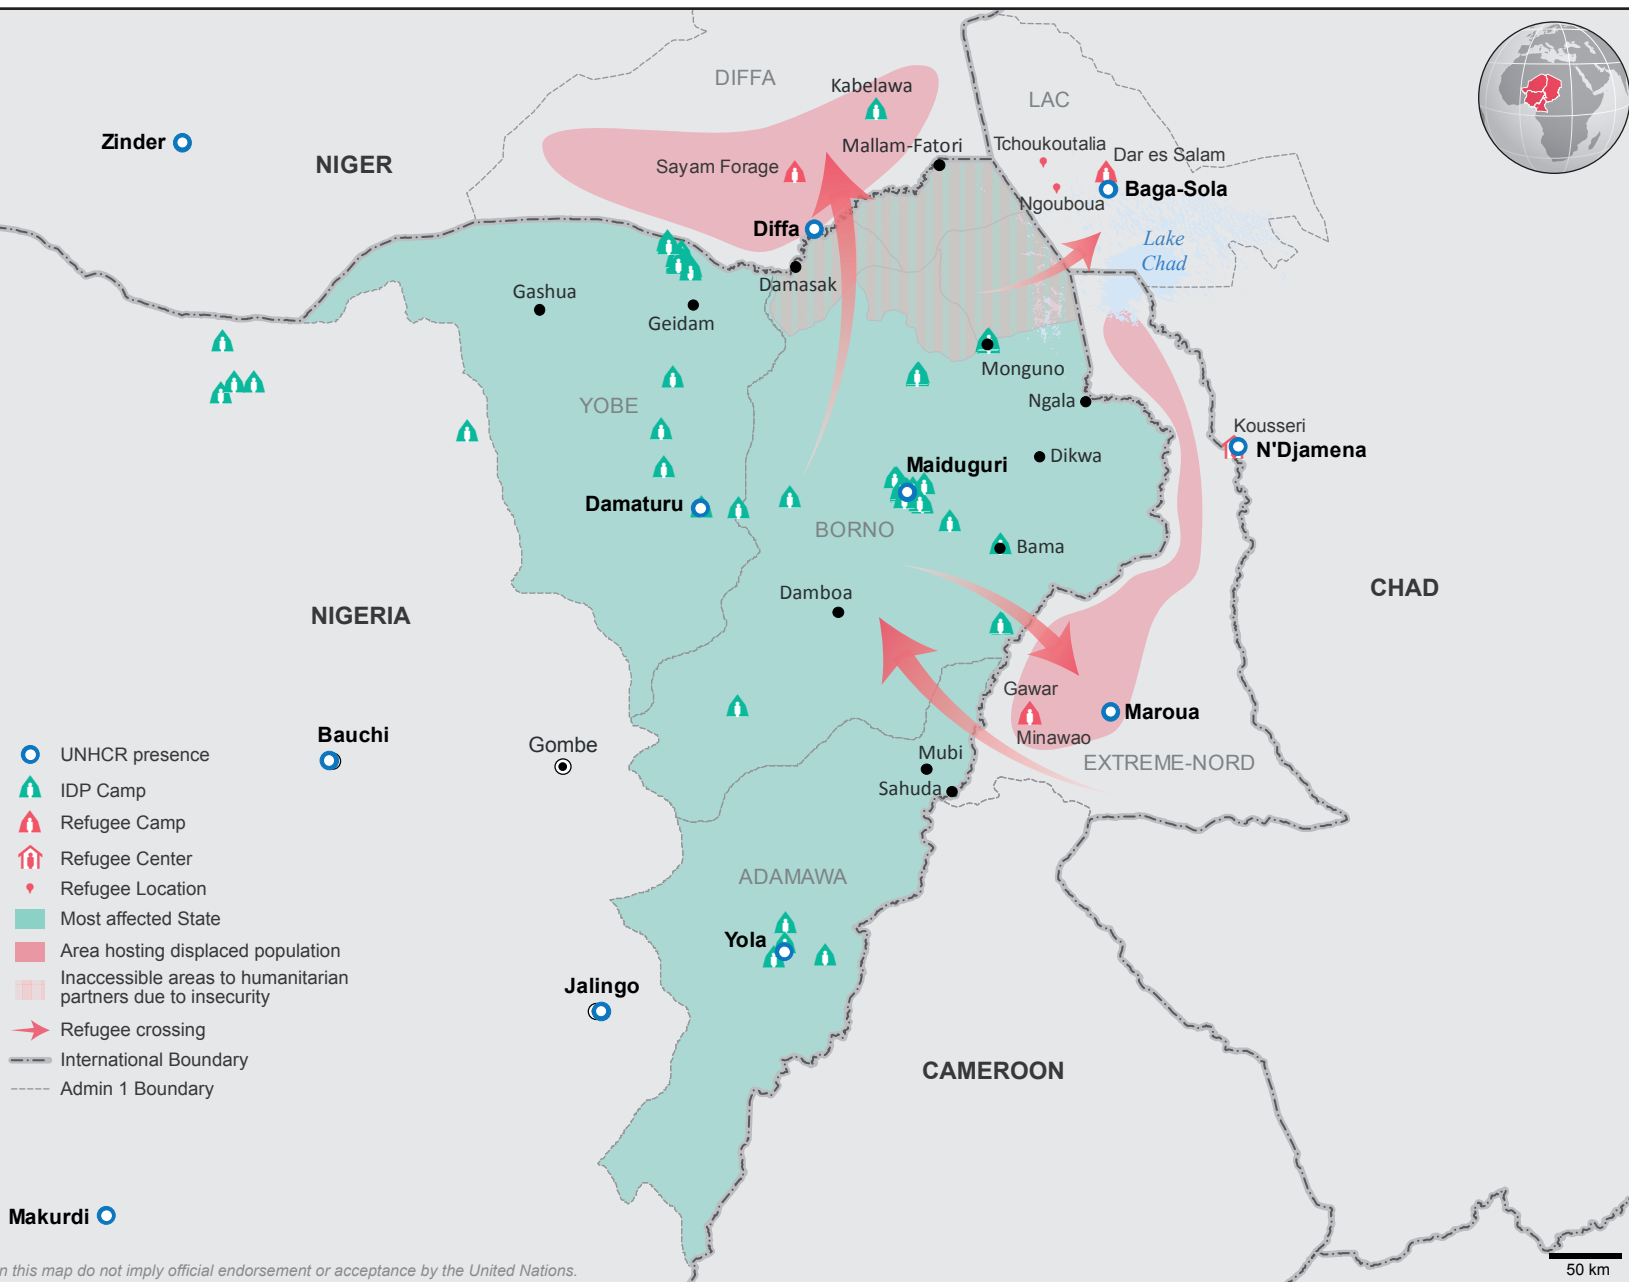 DIFFA
Kabelawa
LAC
Zinder
NIGER
Mallam-Fatori
Tchoukoutalia
Dar es Salam
Sayam Forage
Baga-Sola
Ngouboua
Diffa
Lake
Chad
Damasak
Gashua
Geidam
Monguno
Ngala
YOBE
Kousseri
N'Djamena
Dikwa
Maiduguri
Damaturu
BORNO
Bama
CHAD
Damboa
NIGERIA
Gawar
Maroua
Minawao
Bauchi
Gombe
Mubi
EXTREME-NORD
Sahuda
UNHCR presence
IDP Camp
Refugee Camp
Refugee Center
Refugee Location
Most affected State
Area hosting displaced population
Inaccessible areas to humanitarian
partners due to insecurity
Refugee crossing
International Boundary
Admin 1 Boundary
ADAMAWA
Yola
Jalingo
CAMEROON
Makurdi
n this map do not imply official endorsement or acceptance by the United Nations.
50 km